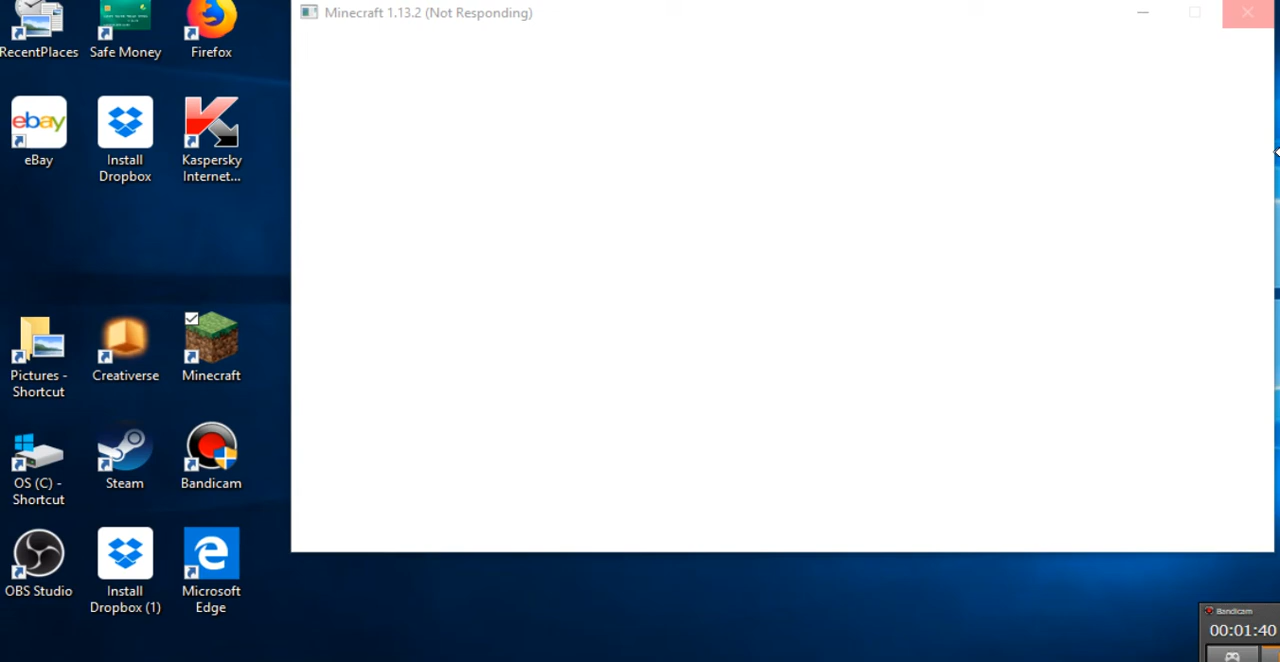 Minecraft 1.13.2 (Not Responding)
RecentPlaces
Safe Money
Firefox
ebay
eBay
Install
Dropbox
Kaspersky
Internet...
Pictures -
Shortcut
Creativerse
Minecraft
OS (C) -
Shortcut
Steam
Bandicam
OBS Studio
Install
Dropbox (1)
Microsoft
Edge
Bandicam
00:01:40